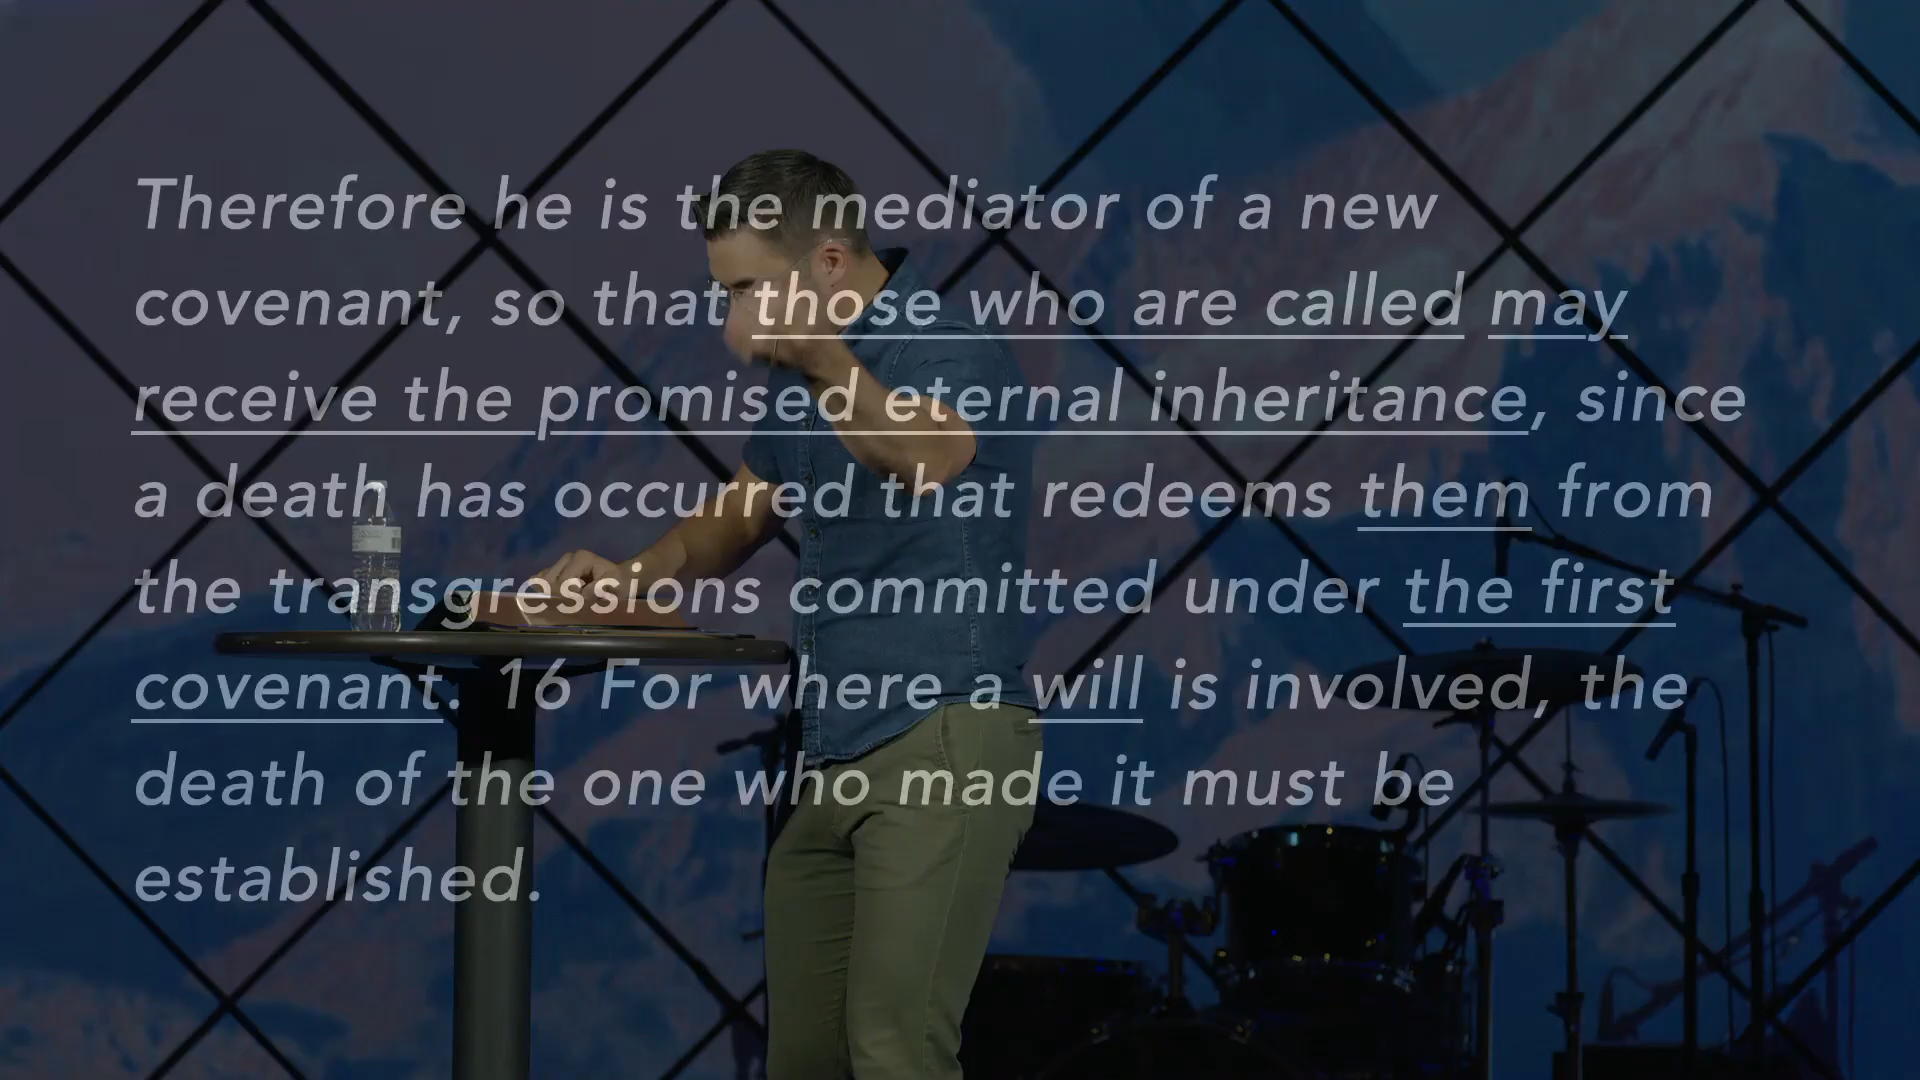 Therefore he is the mediator of a new
covenant, so that those who are called may
receive the promised eternal inheritance, since
a death has occurred that redeems them from
the transgressions committed under the first
covenant. 16 For where a will is involved, the
death of the one who made it must be
established.